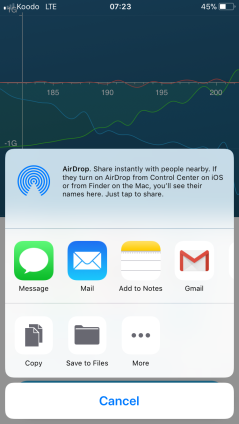 Koodo LTE 07:23 45%
-1G
185 190 195 200
-1G
AirDrop. Share instantly with people nearby. If
they turn on AirDrop from Control Center on iOS
or from Finder on the Mac, you'll see their
names here. Just tap to share.
Message Mail Add to Notes Gmail
Copy Save to Files More
Cancel